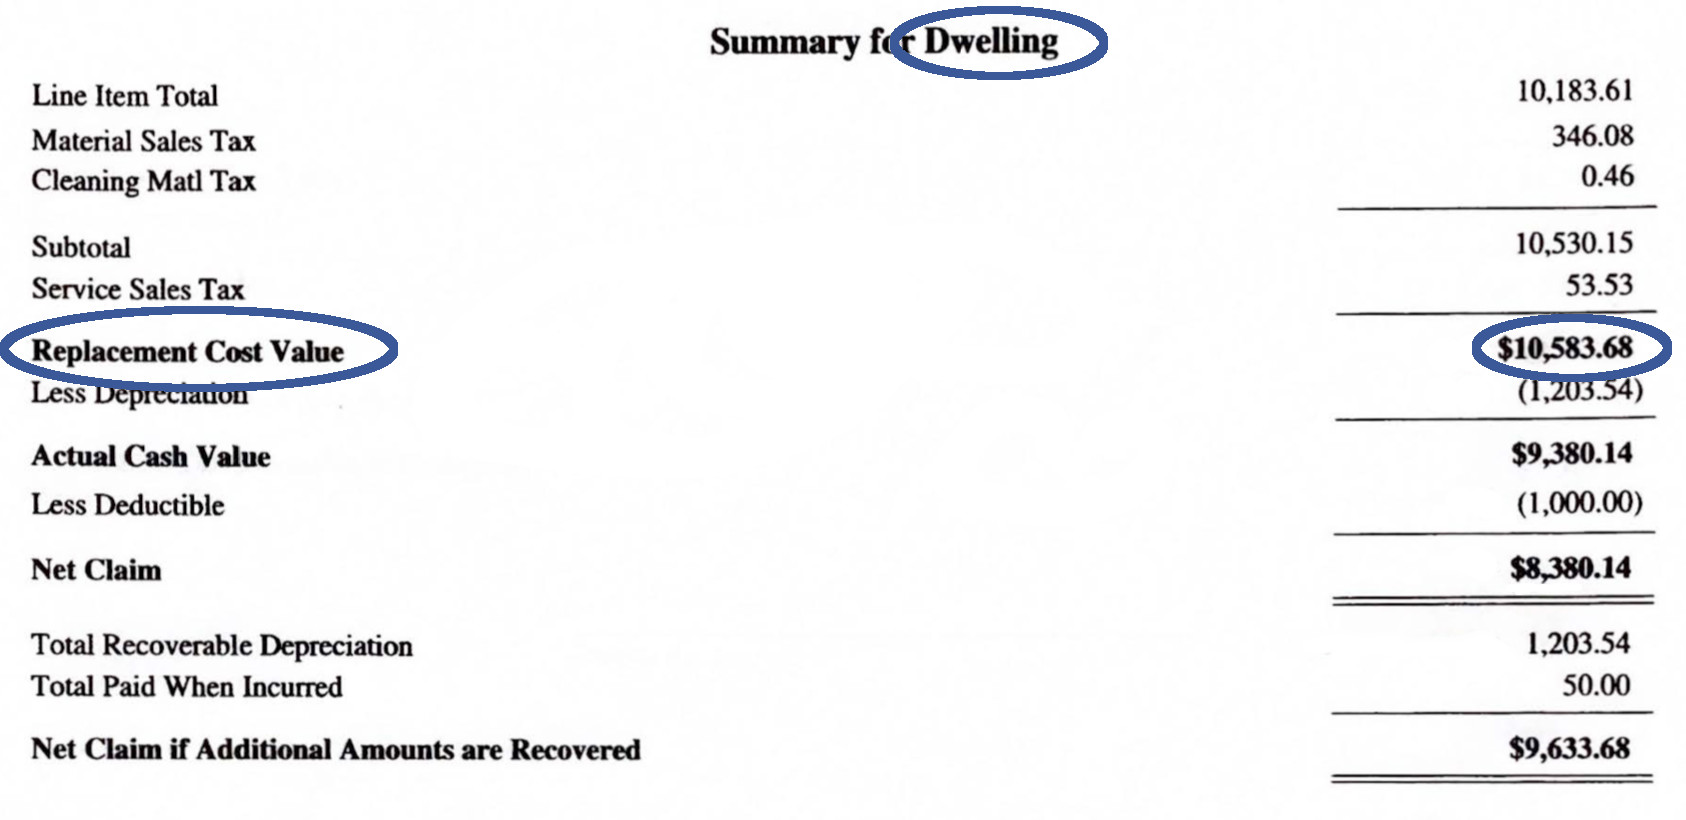 Summary for Dwelling
Line Item Total 10,183.61
Material Sales Tax 346.08
Cleaning Matl Tax 0.46
Subtotal 10,530.15
Service Sales Tax 53.53
Replacement Cost Value $10,583.68
Less Depreciation (1,203.54)
Actual Cash Value $9,380.14
Less Deductible (1,000.00)
Net Claim $8,380.14
Total Recoverable Depreciation 1,203.54
Total Paid When Incurred 50.00
Net Claim if Additional Amounts are Recovered $9,633.68